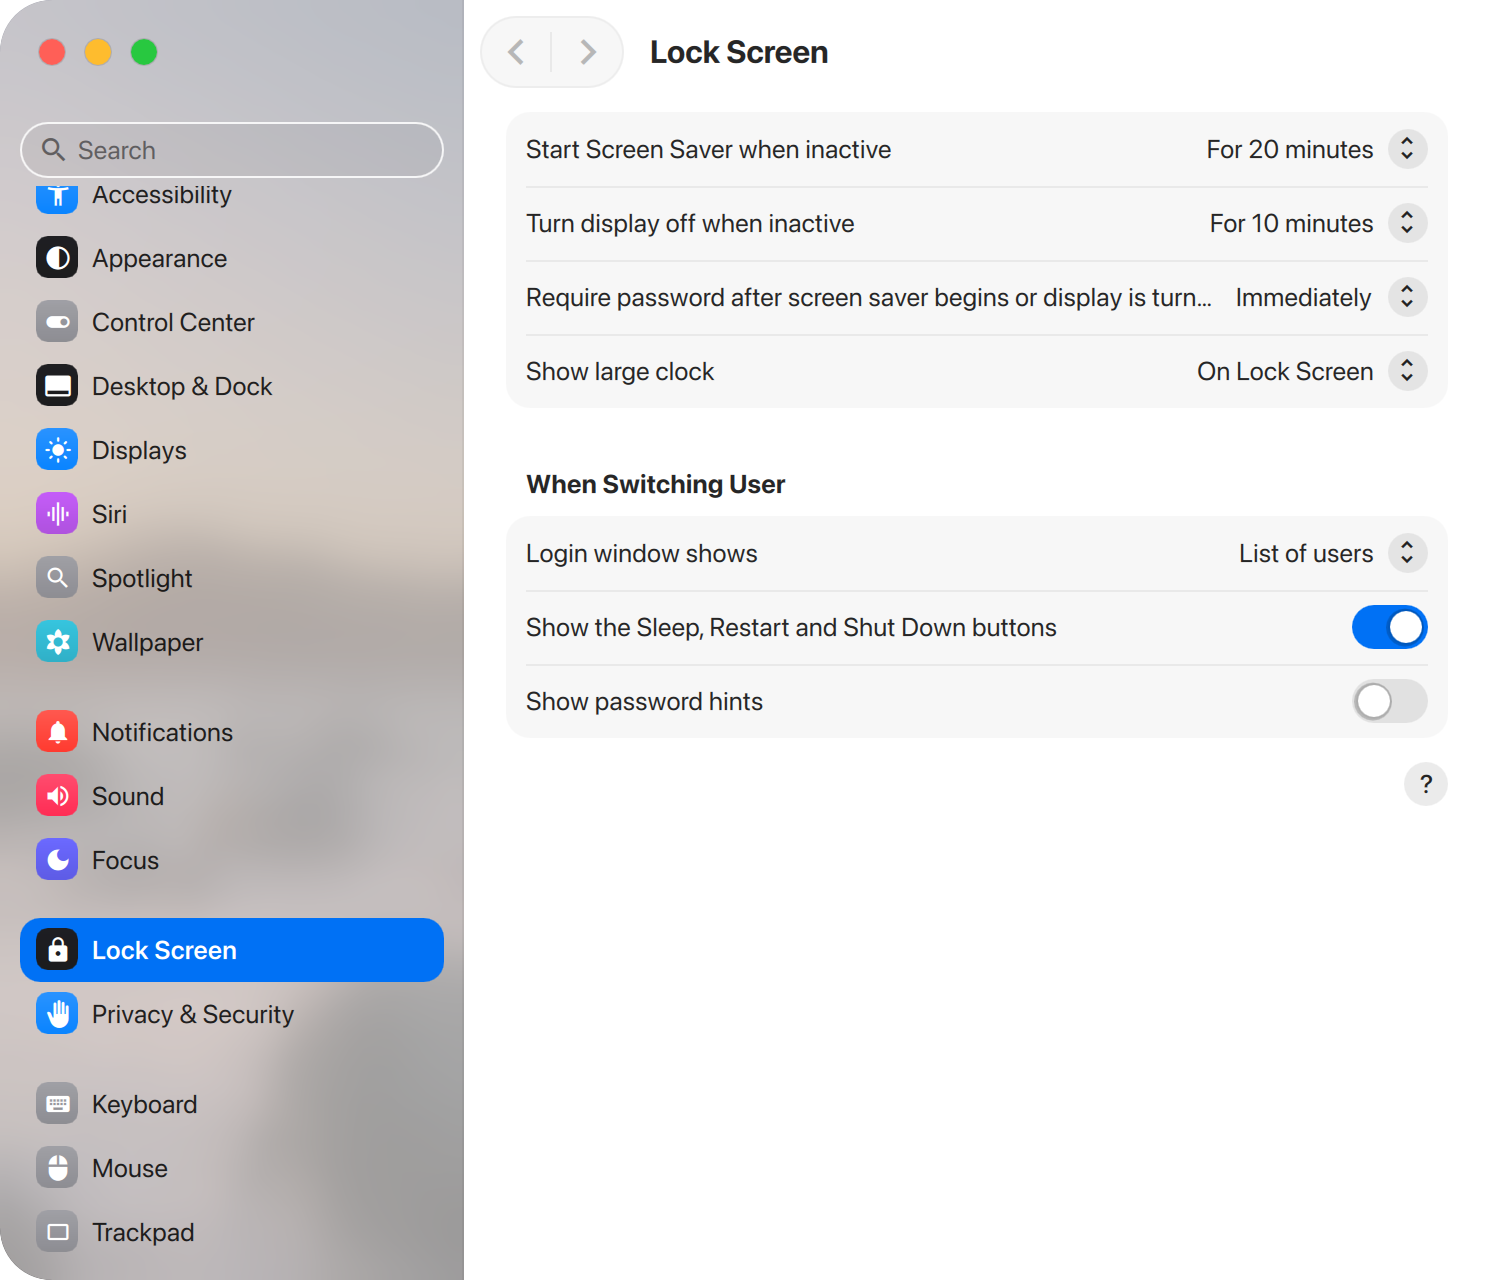 Lock Screen
Search
Accessibility
Appearance
Control Center
Desktop & Dock
Displays
Siri
Spotlight
Wallpaper
Notifications
Sound
Focus
Lock Screen
Privacy & Security
Keyboard
Mouse
Trackpad
Start Screen Saver when inactive For 20 minutes
Turn display off when inactive For 10 minutes
Require password after screen saver begins or display is turn... Immediately
Show large clock On Lock Screen
When Switching User
Login window shows List of users
Show the Sleep, Restart and Shut Down buttons
Show password hints
?